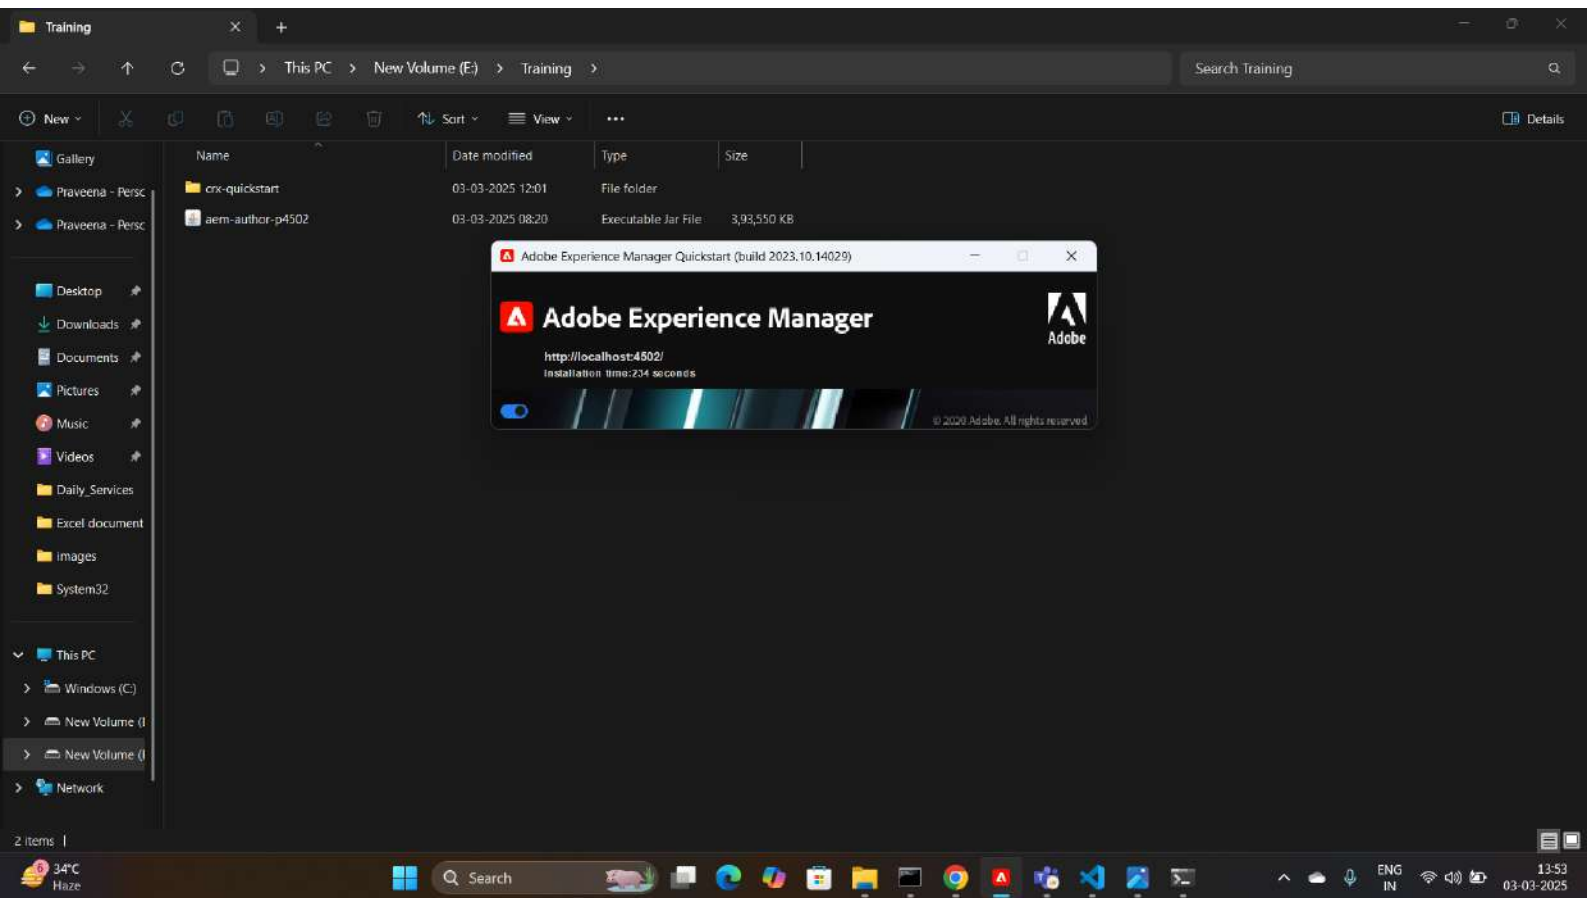 Training
This PC > New Volume (E:) > Training >
Search Training
New
Sort
View
Details
Name
Date modified
Type
Size
crx-quickstart
03-03-2025 12:01
File folder
aem-author-p4502
03-03-2025 08:20
Executable Jar File
3,93,550 KB
Gallery
Praveena - Persc
Praveena - Persc
Desktop
Downloads
Documents
Pictures
Music
Videos
Daily_Services
Excel document
images
System32
This PC
Windows (C:)
New Volume (
New Volume (
Network
Adobe Experience Manager Quickstart (build 2023.10.14029)
Adobe Experience Manager
Adobe
http://localhost:4502/
Installation time:234 seconds
© 2020 Adobe. All rights reserved
2 items
6
34°C
Haze
Search
ENG
IN
13:53
03-03-2025